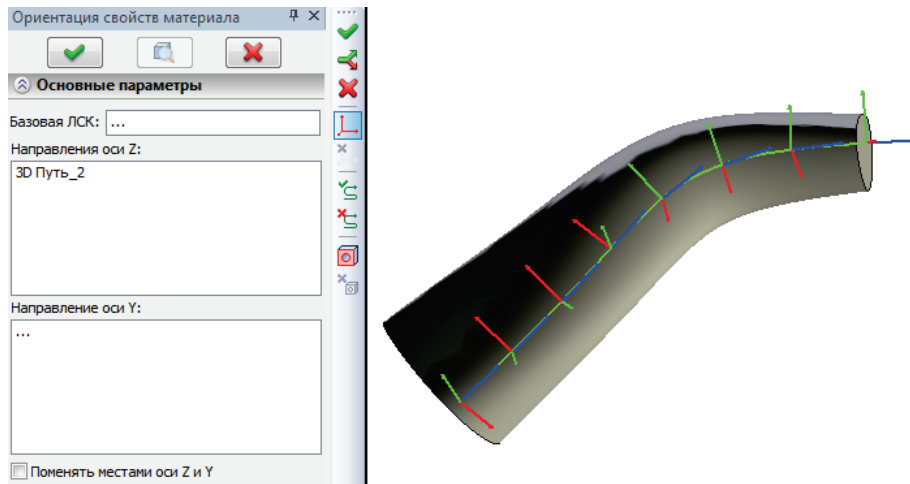 Ориентация свойств материала
Основные параметры
Базовая ЛСК: ...
Направления оси Z:
3D Путь_2
Направление оси Y:
...
Поменять местами оси Z и Y